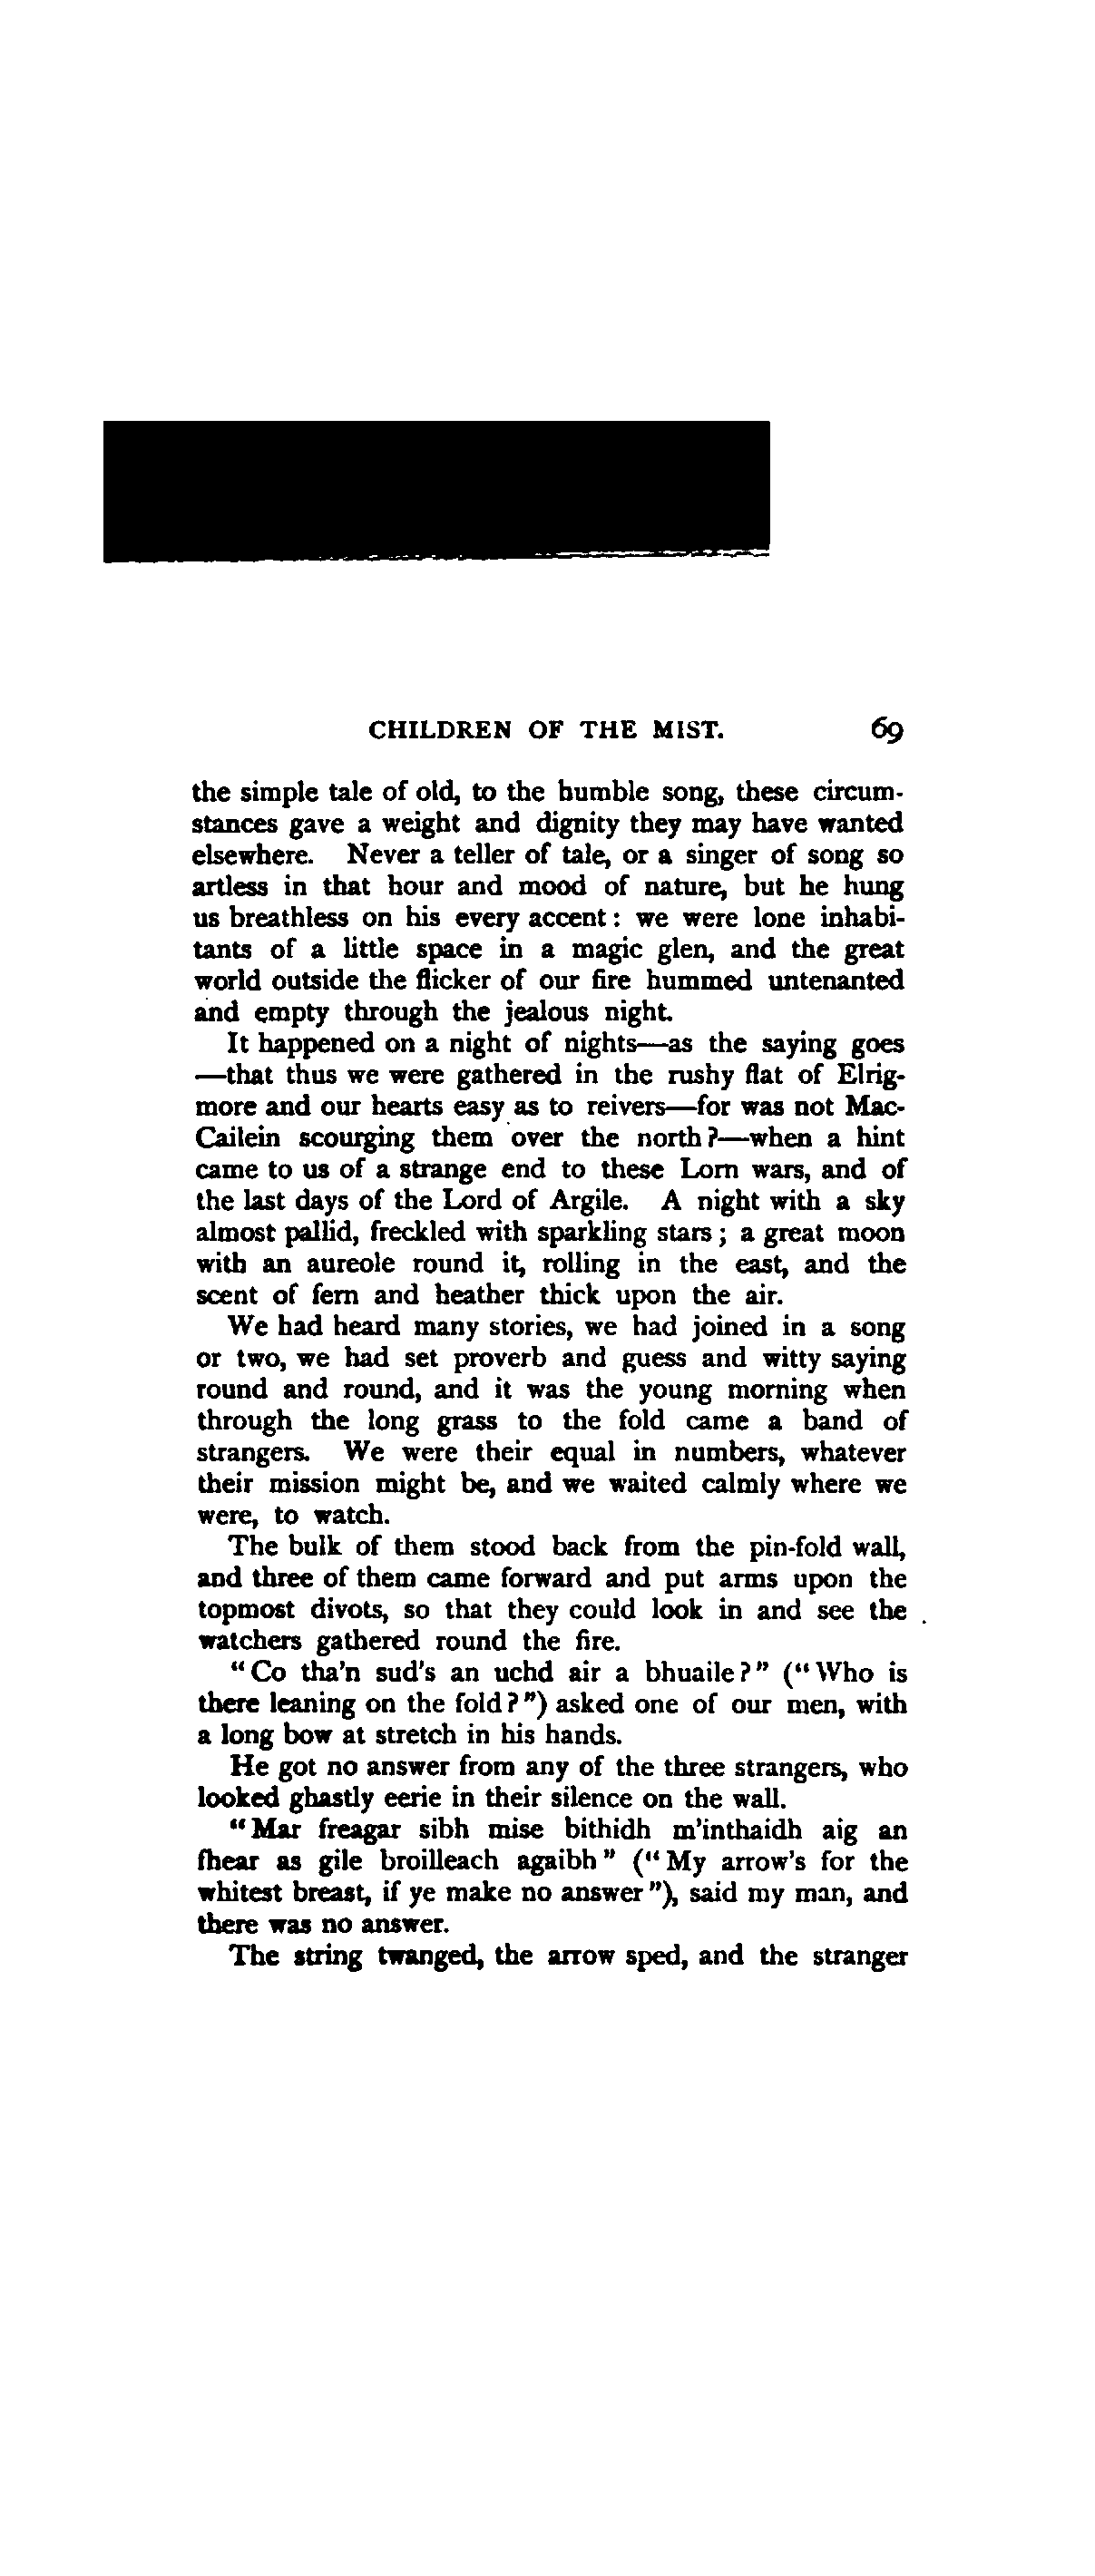 CHILDREN OF THE MIST. 69
the simple tale of old, to the humble song, these circum-
stances gave a weight and dignity they may have wanted
elsewhere. Never a teller of tale, or a singer of song so
artless in that hour and mood of nature, but he hung
us breathless on his every accent: we were lone inhabi-
tants of a little space in a magic glen, and the great
world outside the flicker of our fire hummed untenanted
and empty through the jealous night.
It happened on a night of nights—as the saying goes
—that thus we were gathered in the rushy flat of Elrig-
more and our hearts easy as to reivers—for was not Mac-
Cailein scourging them over the north?—when a hint
came to us of a strange end to these Lorn wars, and of
the last days of the Lord of Argile. A night with a sky
almost pallid, freckled with sparkling stars; a great moon
with an aureole round it, rolling in the east, and the
scent of fern and heather thick upon the air.
We had heard many stories, we had joined in a song
or two, we had set proverb and guess and witty saying
round and round, and it was the young morning when
through the long grass to the fold came a band of
strangers. We were their equal in numbers, whatever
their mission might be, and we waited calmly where we
were, to watch.
The bulk of them stood back from the pin-fold wall,
and three of them came forward and put arms upon the
topmost divots, so that they could look in and see the
watchers gathered round the fire.
"Co tha'n sud's an uchd air a bhuaile?" ("Who is
there leaning on the fold?") asked one of our men, with
a long bow at stretch in his hands.
He got no answer from any of the three strangers, who
looked ghastly eerie in their silence on the wall.
"Mar freagar sibh mise bithidh m'inthaidh aig an
fhear as gile broilleach agaibh" ("My arrow's for the
whitest breast, if ye make no answer"), said my man, and
there was no answer.
The string twanged, the arrow sped, and the stranger